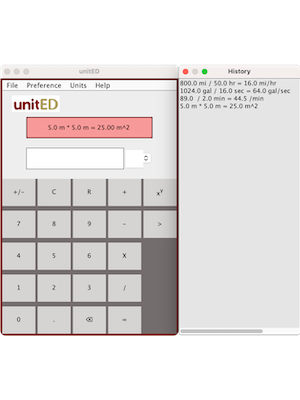 unitED
File Preference Units Help
unitED
5.0 m * 5.0 m = 25.00 m^2
+/- C R + x^Y
7 8 9 - >
4 5 6 X
1 2 3 /
0 . ⌫ =
History
800.0 mi / 50.0 hr = 16.0 mi/hr
1024.0 gal / 16.0 sec = 64.0 gal/sec
89.0 / 2.0 min = 44.5 /min
5.0 m * 5.0 m = 25.0 m^2